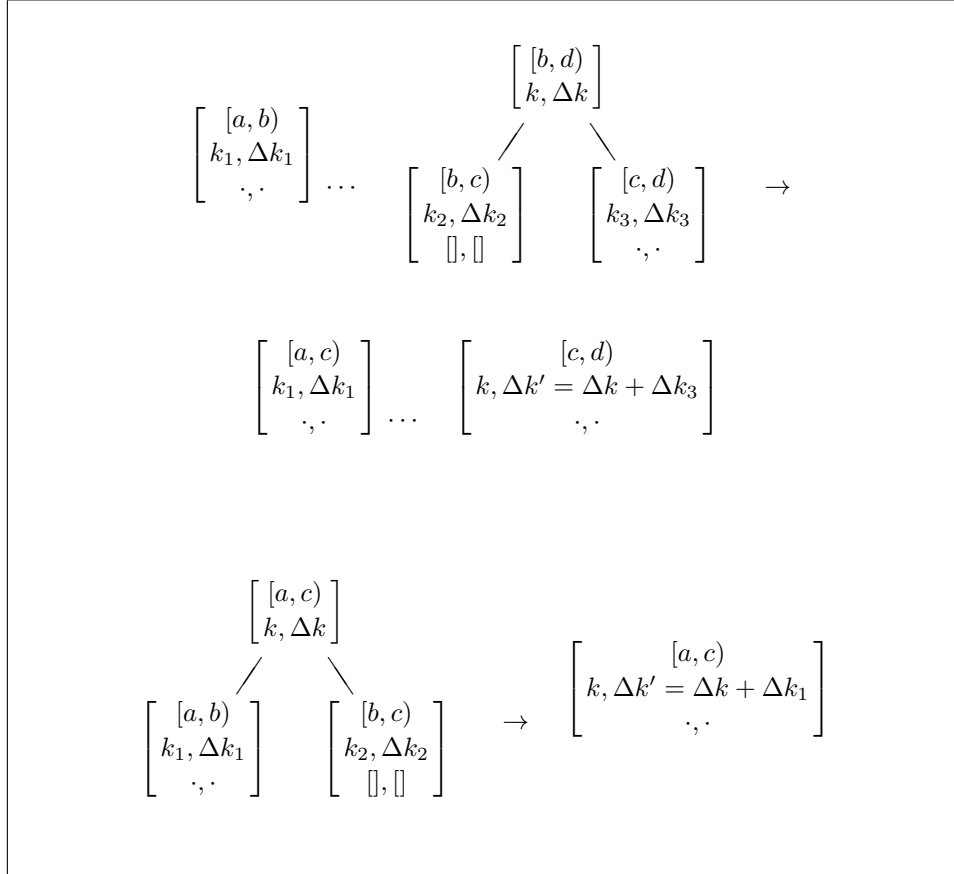 [b, d)
k, Δk
[a, b)
k₁, Δk₁
·, ·
...
[b, c)
k₂, Δk₂
[], []
[c, d)
k₃, Δk₃
·, ·
→
[a, c)
k₁, Δk₁
·, ·
...
[c, d)
k, Δk′ = Δk + Δk₃
·, ·
[a, c)
k, Δk
[a, b)
k₁, Δk₁
·, ·
[b, c)
k₂, Δk₂
[], []
→
[a, c)
k, Δk′ = Δk + Δk₁
·, ·